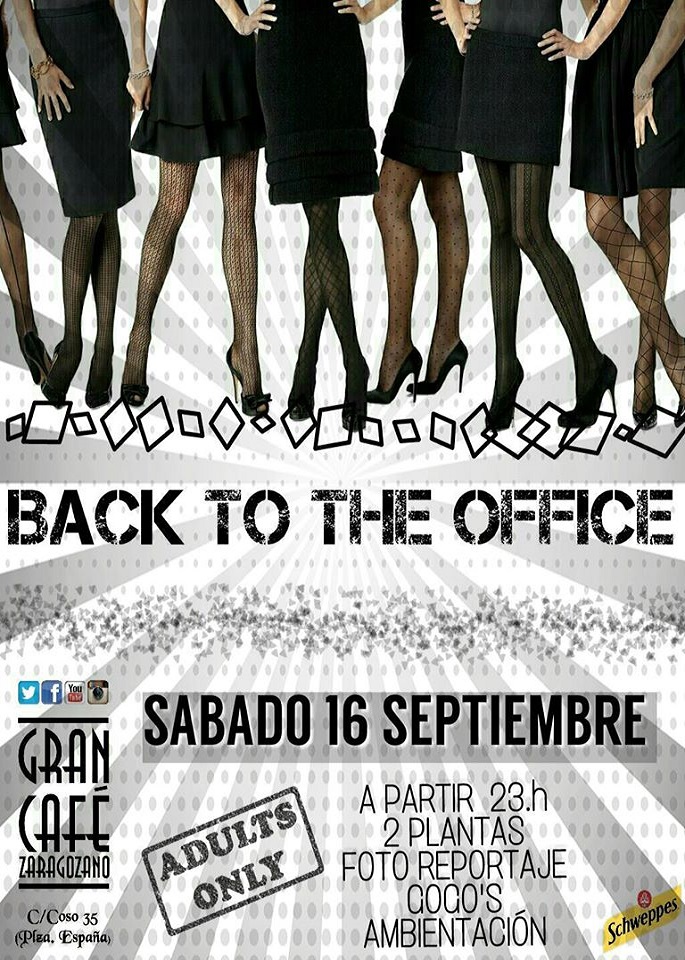 BACK TO THE OFFICE
You
Tube
SABADO 16 SEPTIEMBRE
GRAN
CAFÉ
ZARAGOZANO
C/Coso 35
(Plza. España)
ADULTS
ONLY
A PARTIR 23.h
2 PLANTAS
FOTO REPORTAJE
GOGO'S
AMBIENTACIÓN
Schweppes